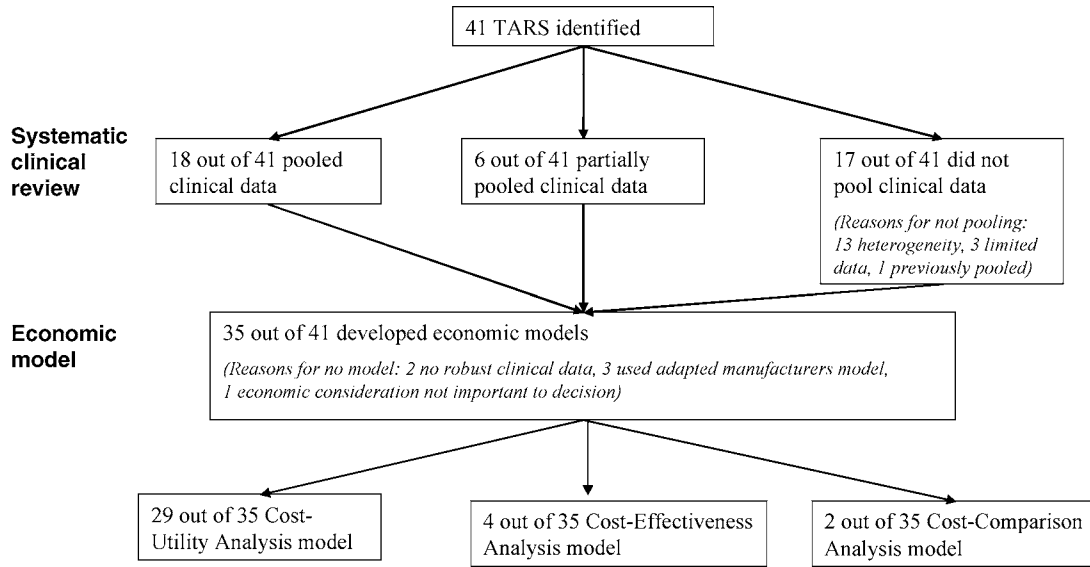 41 TARS identified
Systematic
clinical
review
18 out of 41 pooled
clinical data
6 out of 41 partially
pooled clinical data
17 out of 41 did not
pool clinical data
(Reasons for not pooling:
13 heterogeneity, 3 limited
data, 1 previously pooled)
Economic
model
35 out of 41 developed economic models
(Reasons for no model: 2 no robust clinical data, 3 used adapted manufacturers model,
1 economic consideration not important to decision)
29 out of 35 Cost-
Utility Analysis model
4 out of 35 Cost-Effectiveness
Analysis model
2 out of 35 Cost-Comparison
Analysis model